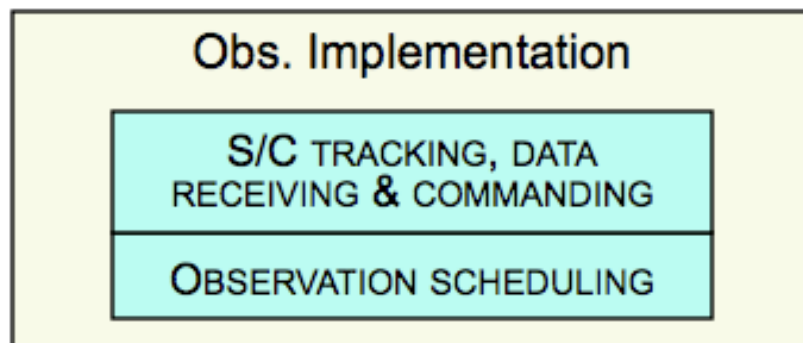 Obs. Implementation
S/C TRACKING, DATA
RECEIVING & COMMANDING
OBSERVATION SCHEDULING